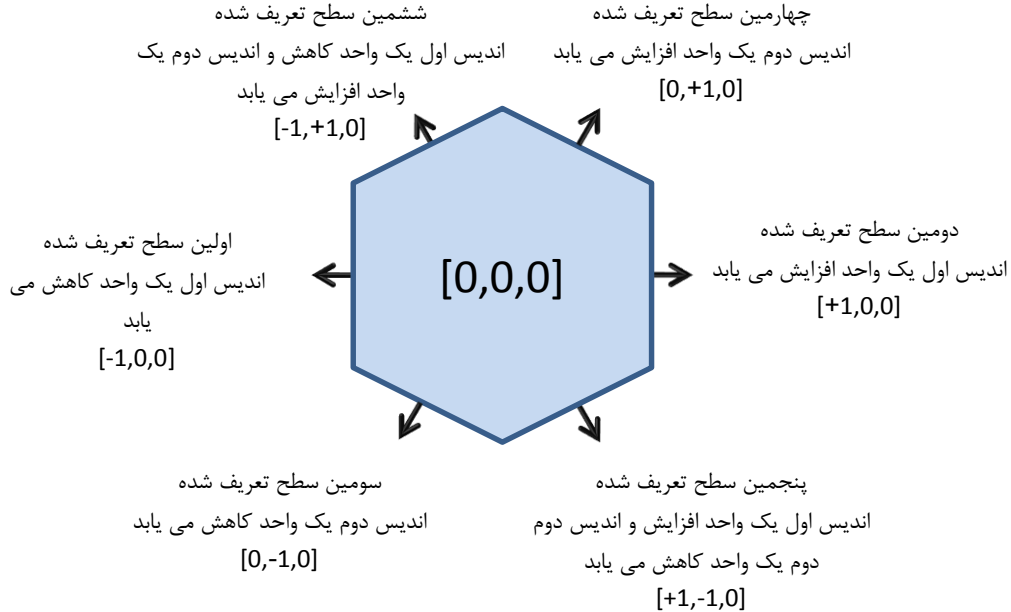 ششمین سطح تعریف شده
اندیس اول یک واحد کاهش و اندیس دوم یک
واحد افزایش می یابد
[-1,+1,0]
چهارمین سطح تعریف شده
اندیس دوم یک واحد افزایش می یابد
[0,+1,0]
اولین سطح تعریف شده
اندیس اول یک واحد کاهش می
یابد
[-1,0,0]
[0,0,0]
دومین سطح تعریف شده
اندیس اول یک واحد افزایش می یابد
[+1,0,0]
سومین سطح تعریف شده
اندیس دوم یک واحد کاهش می یابد
[0,-1,0]
پنجمین سطح تعریف شده
اندیس اول یک واحد افزایش و اندیس دوم
دوم یک واحد کاهش می یابد
[+1,-1,0]